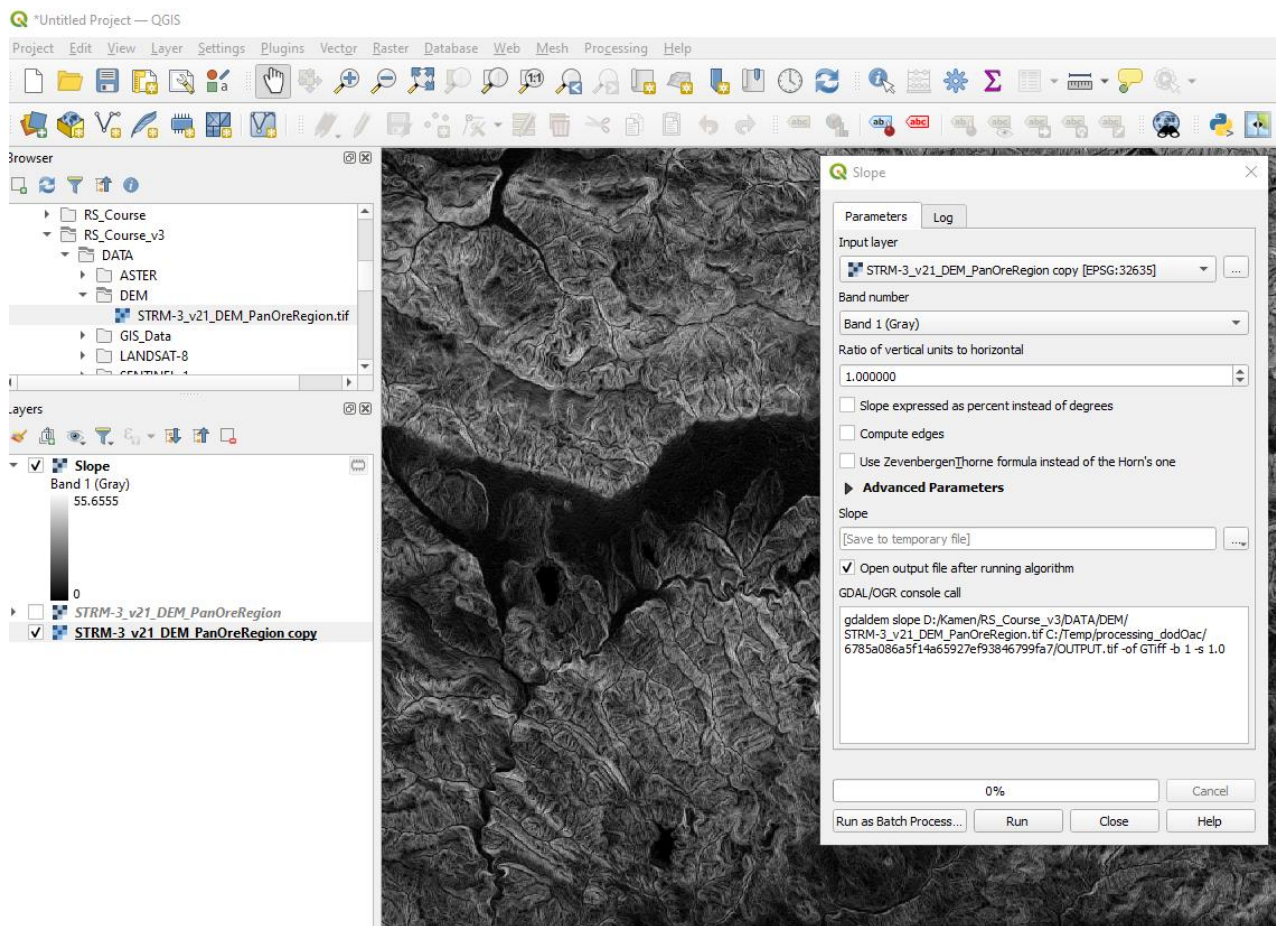 *Untitled Project — QGIS
Project Edit View Layer Settings Plugins Vector Raster Database Web Mesh Processing Help
Browser
RS_Course
RS_Course_v3
DATA
ASTER
DEM
STRM-3_v21_DEM_PanOreRegion.tif
GIS_Data
LANDSAT-8
SENTINEL-1
Layers
Slope
Band 1 (Gray)
55.6555
0
STRM-3_v21_DEM_PanOreRegion
STRM-3_v21_DEM_PanOreRegion copy
Slope
Parameters Log
Input layer
STRM-3_v21_DEM_PanOreRegion copy [EPSG:32635]
...
Band number
Band 1 (Gray)
Ratio of vertical units to horizontal
1.000000
Slope expressed as percent instead of degrees
Compute edges
Use ZevenbergenThorne formula instead of the Horn's one
Advanced Parameters
Slope
[Save to temporary file]
...
Open output file after running algorithm
GDAL/OGR console call
gdaldem slope D:/Kamen/RS_Course_v3/DATA/DEM/
STRM-3_v21_DEM_PanOreRegion.tif C:/Temp/processing_dodOac/
6785a086a5f14a65927ef93846799fa7/OUTPUT.tif -of GTiff -b 1 -s 1.0
0%
Cancel
Run as Batch Process... Run Close Help